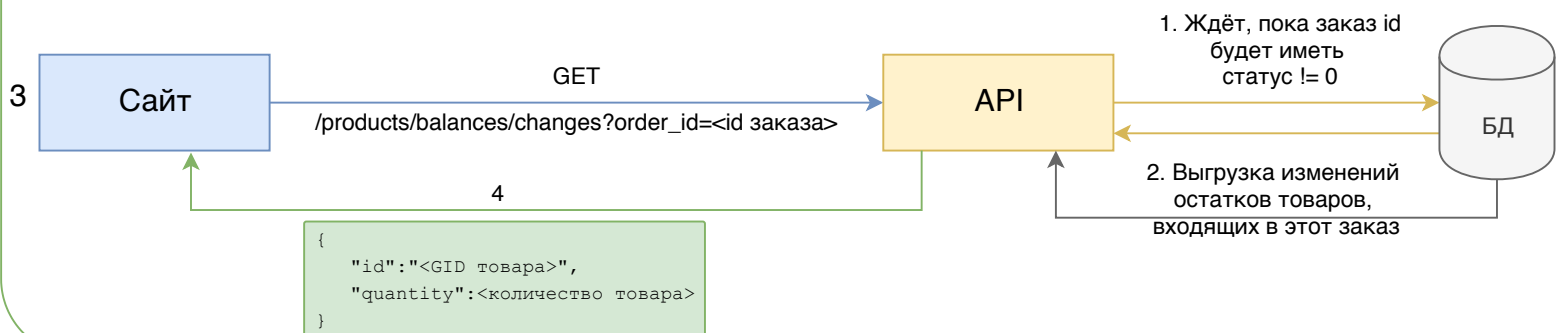 3
Сайт
GET
/products/balances/changes?order_id=<id заказа>
API
1. Ждёт, пока заказ id
будет иметь
статус != 0
БД
2. Выгрузка изменений
остатков товаров,
входящих в этот заказ
4
{
"id":"<GID товара>",
"quantity":<количество товара>
}